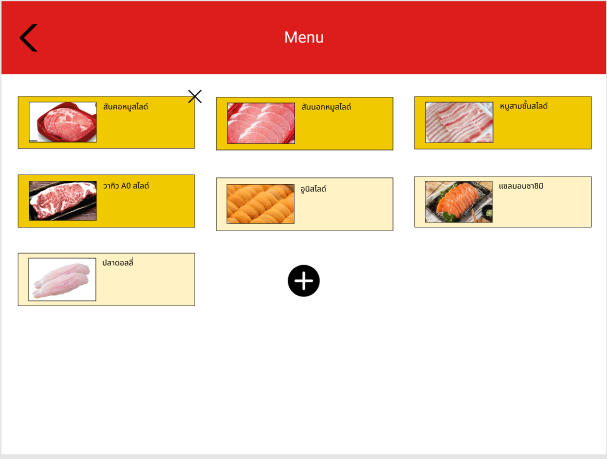 Menu
สันคอหมูสไลด์
สันนอกหมูสไลด์
หมูสามชั้นสไลด์
วากิว A0 สไลด์
อูนิสไลด์
แซลมอนซาชิมิ
ปลาดอลลี่